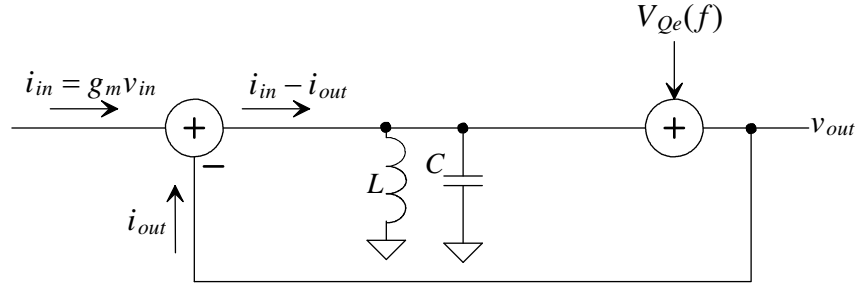 V_{Qe}(f)
i_{in} = g_m v_{in}
i_{in} − i_{out}
+
−
+
v_{out}
L
C
i_{out}